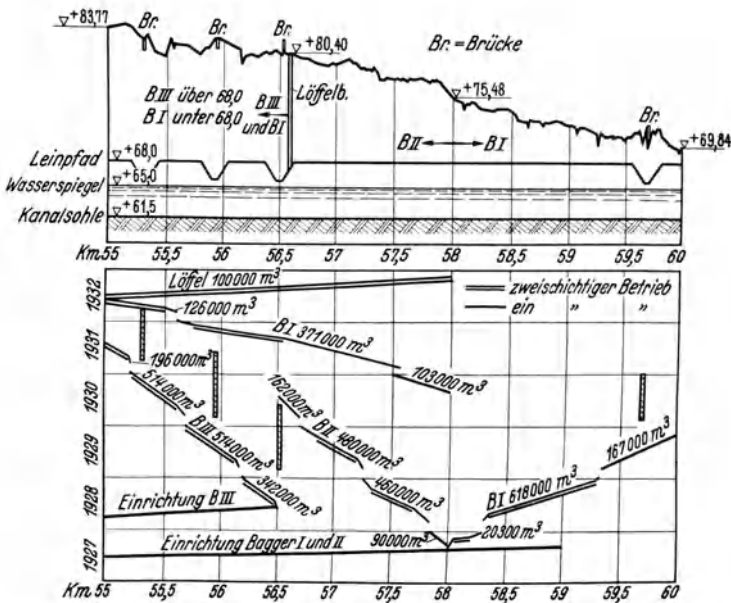 +83,77 Br. Br. Br. +80,40 Br. = Brücke
B III über 68,0
B I unter 68,0
B III
und B I
Löffelb.
+75,48
B II B I
Br.
+69,84
Leinpfad +68,0
Wasserspiegel +65,0
Kanalsohle +61,5
Km. 55 55,5 56 56,5 57 57,5 58 58,5 59 59,5 60
1932
Löffel 100000 m³
zweischichtiger Betrieb
ein " "
126000 m³
1931
B I 371000 m³
196000 m³
103000 m³
1930
514000 m³
162000 m³
1929
B III 514000 m³
B II 480000 m³
167000 m³
1928
342000 m³
460000 m³
B I 618000 m³
Einrichtung B III
90000 m³
20300 m³
1927
Einrichtung Bagger I und II
Km. 55 55,5 56 56,5 57 57,5 58 58,5 59 59,5 60